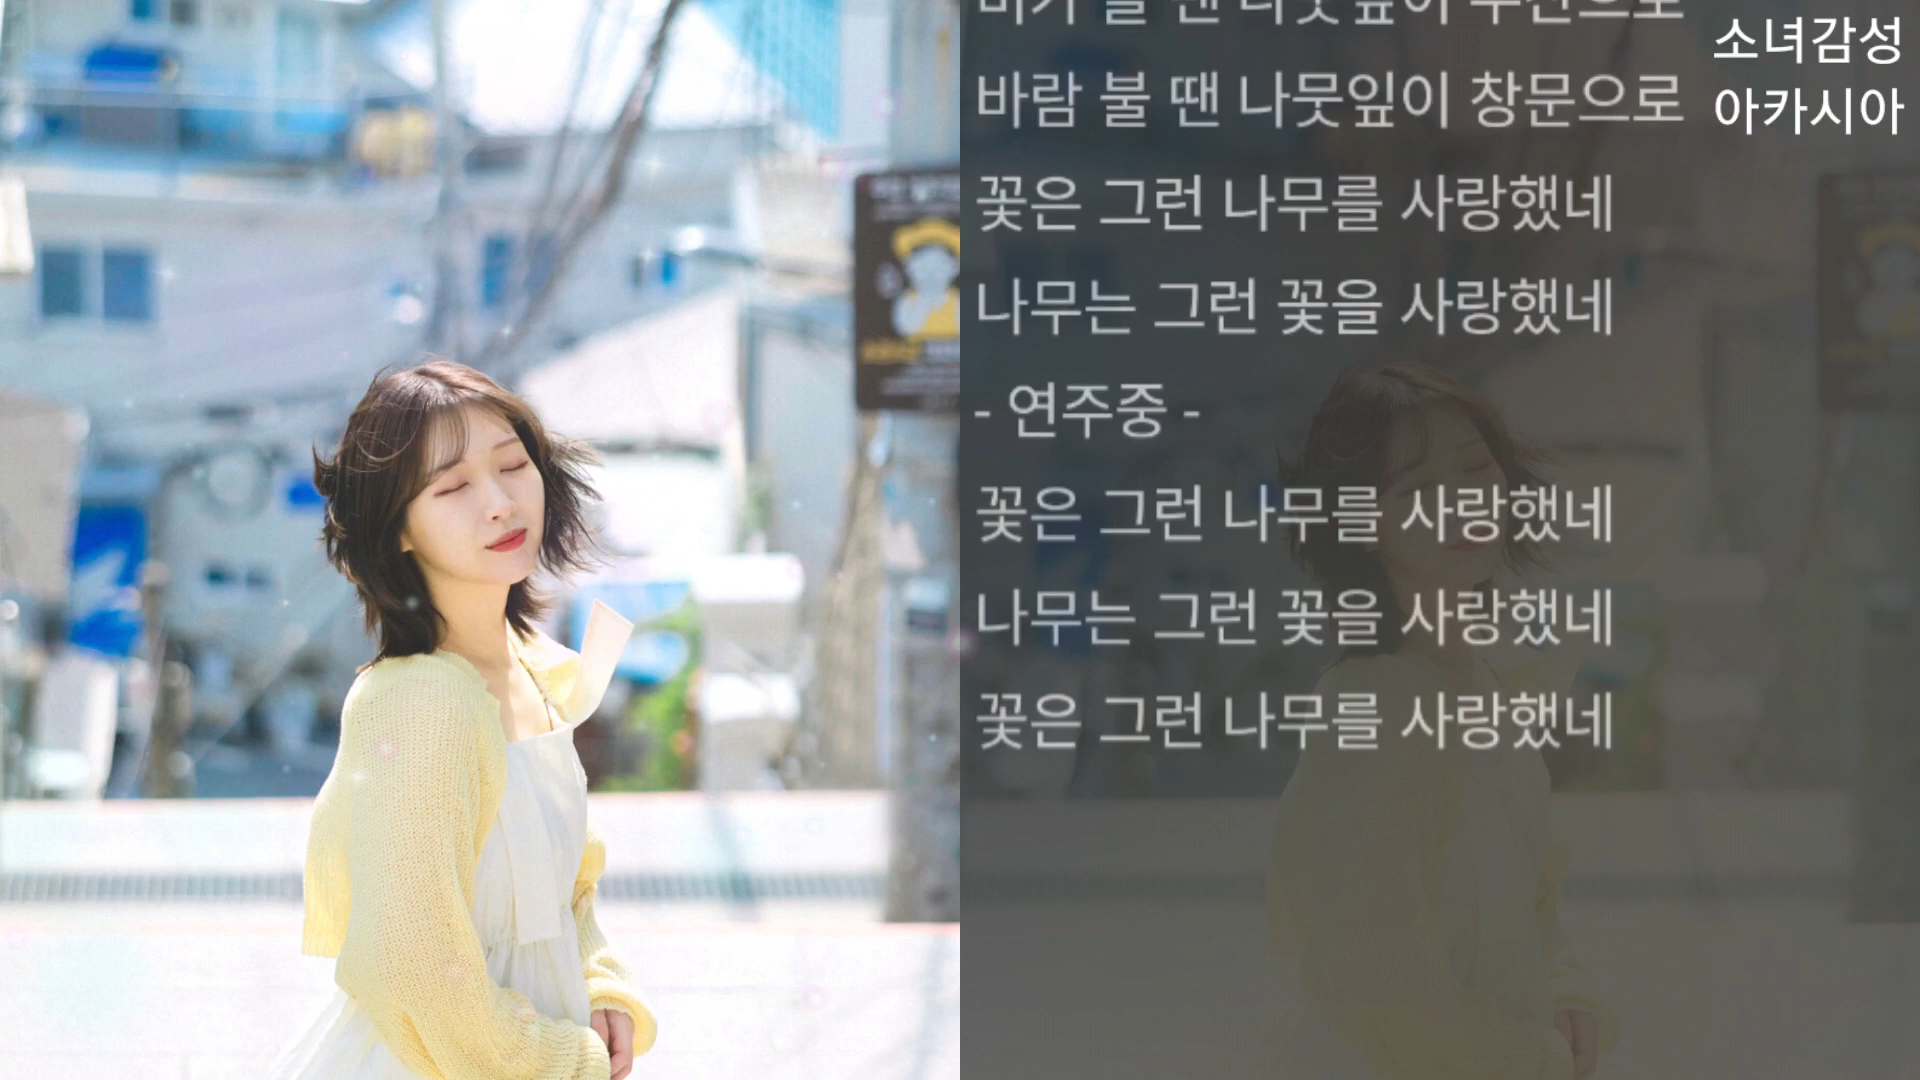 바람 불 땐 나뭇잎이 창문으로
꽃은 그런 나무를 사랑했네
나무는 그런 꽃을 사랑했네
- 연주중 -
꽃은 그런 나무를 사랑했네
나무는 그런 꽃을 사랑했네
꽃은 그런 나무를 사랑했네
소녀감성
아카시아